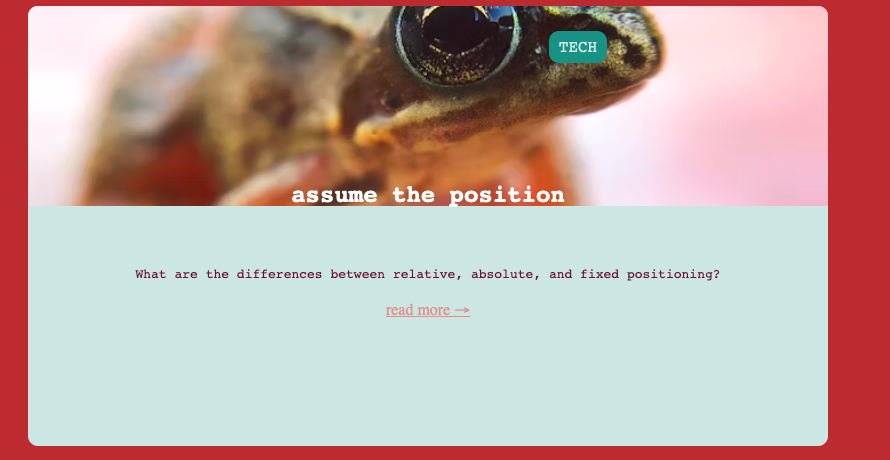 TECH
assume the position
What are the differences between relative, absolute, and fixed positioning?
read more →